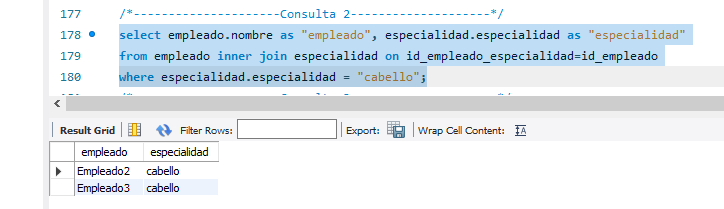 177 /*---------------------Consulta 2--------------------*/
178 select empleado.nombre as "empleado", especialidad.especialidad as "especialidad"
179 from empleado inner join especialidad on id_empleado_especialidad=id_empleado
180 where especialidad.especialidad = "cabello";
Result Grid Filter Rows: Export: Wrap Cell Content:
empleado especialidad
Empleado2 cabello
Empleado3 cabello